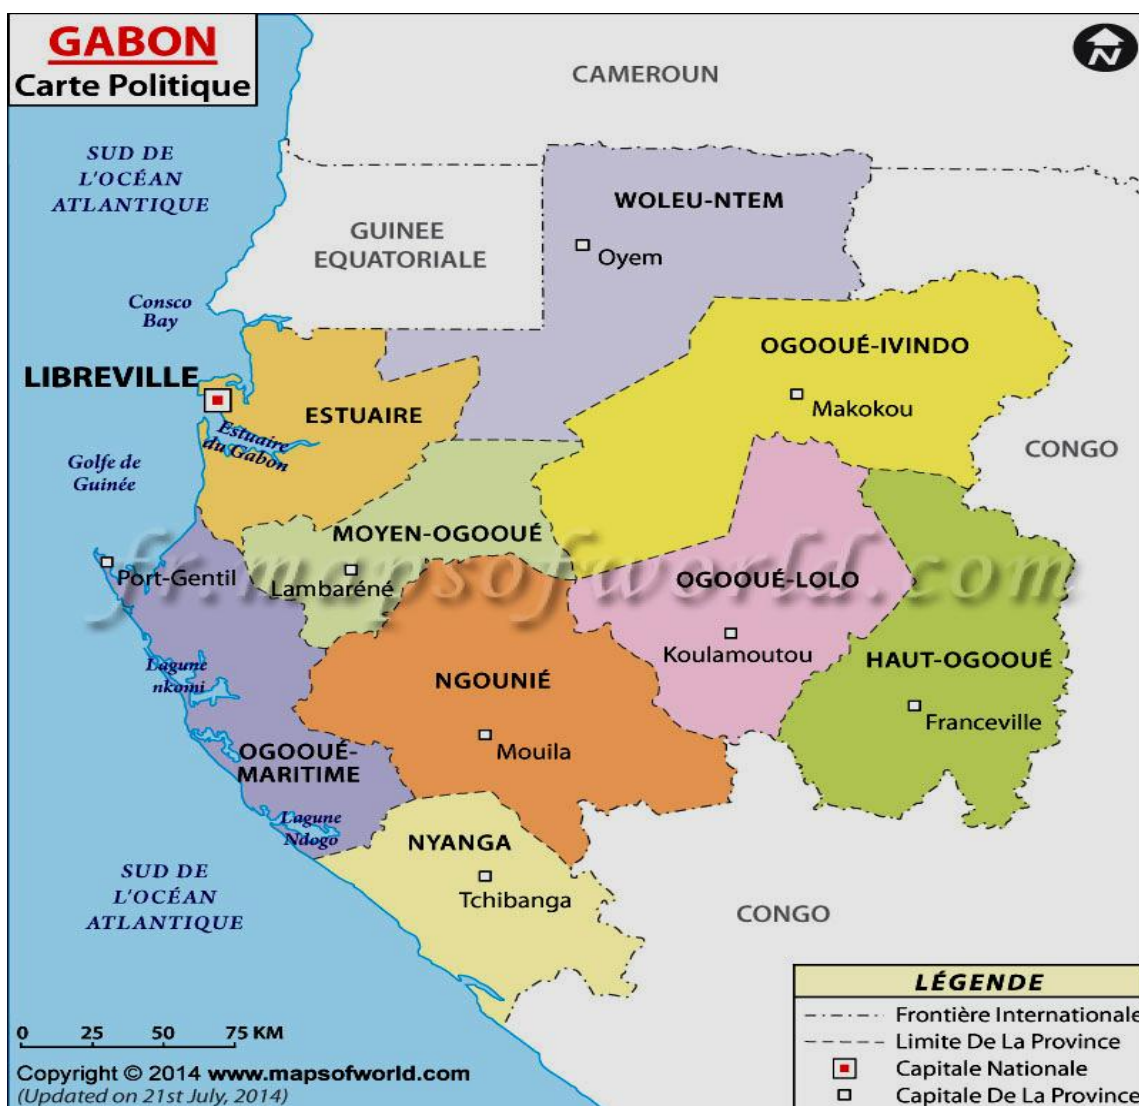 GABON
Carte Politique
CAMEROUN
SUD DE
L'OCÉAN
ATLANTIQUE
WOLEU-NTEM
GUINEE
EQUATORIALE
Oyem
Consco
Bay
OGOOUÉ-IVINDO
LIBREVILLE
Makokou
ESTUAIRE
Estuaire
du Gabon
CONGO
Golfe de
Guinée
MOYEN-OGOOUÉ
fr.mapsofworld.com
Port-Gentil
Lambaréné
OGOOUÉ-LOLO
Koulamoutou
HAUT-OGOOUÉ
Lagune
nkomi
NGOUNIÉ
Franceville
OGOOUÉ-
MARITIME
Mouila
Lagune
Ndogo
NYANGA
SUD DE
L'OCÉAN
ATLANTIQUE
Tchibanga
CONGO
LÉGENDE
Frontière Internationale
Limite De La Province
Capitale Nationale
Capitale De La Province
0 25 50 75 KM
Copyright © 2014 www.mapsofworld.com
(Updated on 21st July, 2014)
N